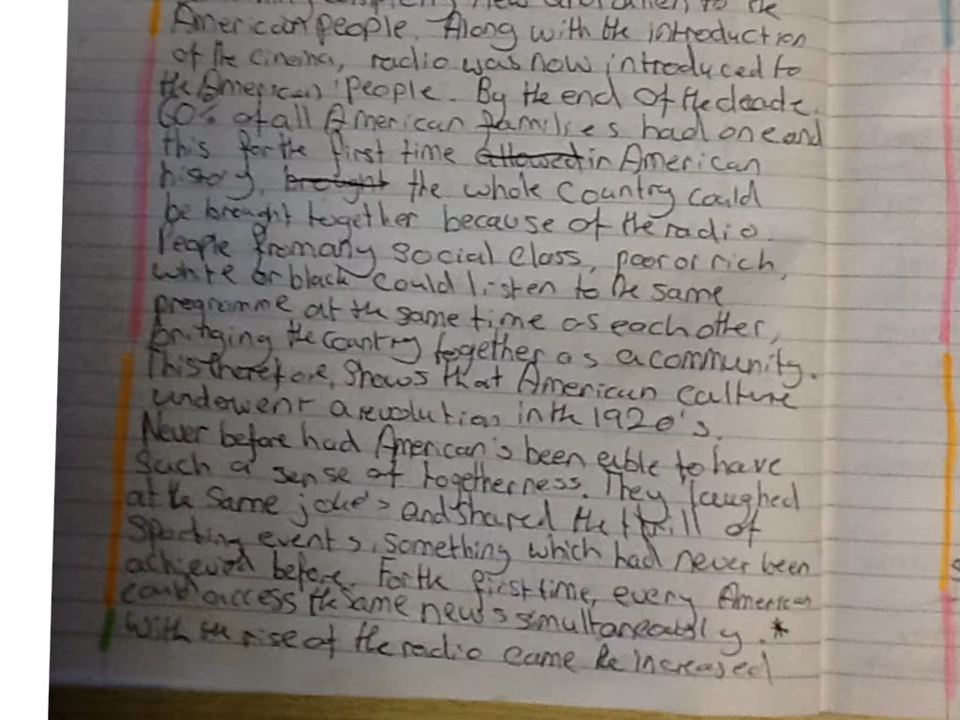 new to the
American people. Along with the introduction
of the cinema, radio was now introduced to
the American people. By the end of the deade.
60% of all American families had one and
this for the first time allowed in American
history, brought the whole country could
be brought together because of the radio.
People from any social class, poor or rich,
white or black could listen to the same
programme at the same time as each other,
bringing the country together as a community.
This therefore, shows that American culture
underwent a revolution in the 1920's.
Never before had American's been able to have
such a sense of togetherness. They laughed
at the same joke's and shared the thrill of
sporting events, something which had never been
achieved before. For the first time, every American
could access the same news simultaneously. *
With the rise of the radio came the increased